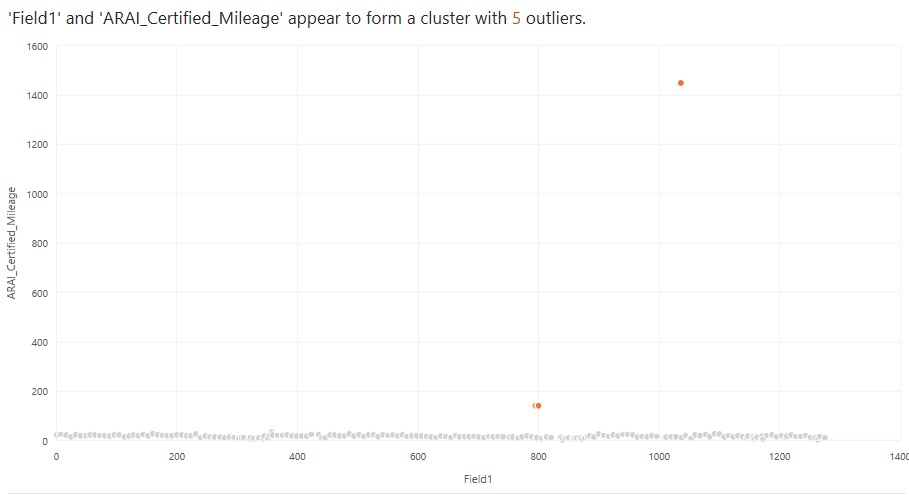 'Field1' and 'ARAI_Certified_Mileage' appear to form a cluster with 5 outliers.
1600
1400
1200
1000
800
600
400
200
0
ARAI_Certified_Mileage
0 200 400 600 800 1000 1200 1400
Field1